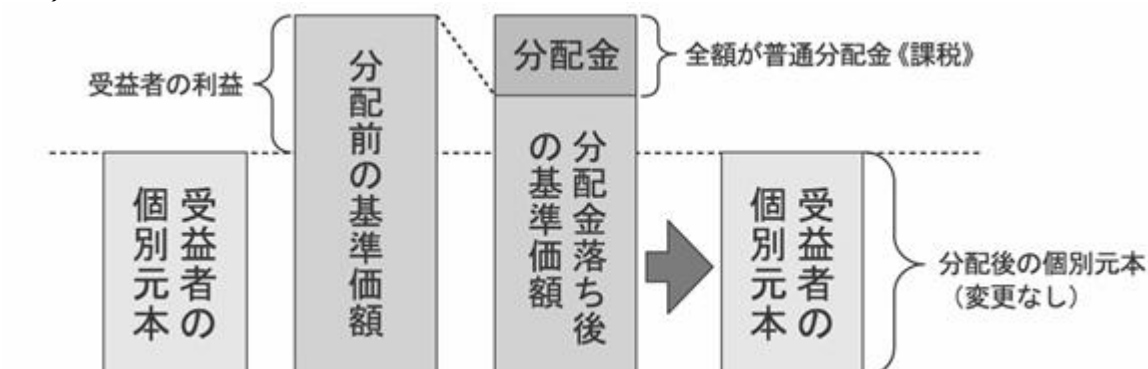 受益者の利益
受益者の
個別元本
分配前の基準価額
分配金
全額が普通分配金《課税》
分配金落ち後
の基準価額
受益者の
個別元本
分配後の個別元本
（変更なし）